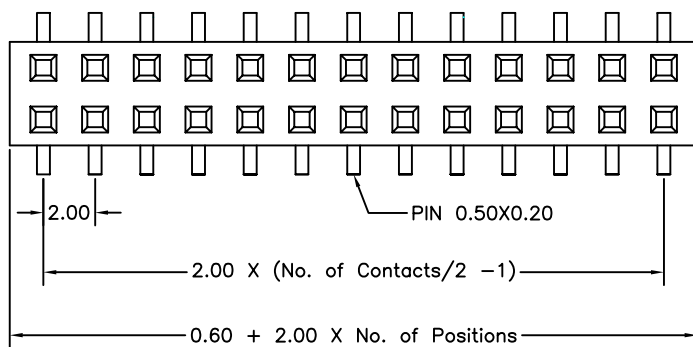 2.00
PIN 0.50X0.20
2.00 X (No. of Contacts/2 -1)
0.60 + 2.00 X No. of Positions